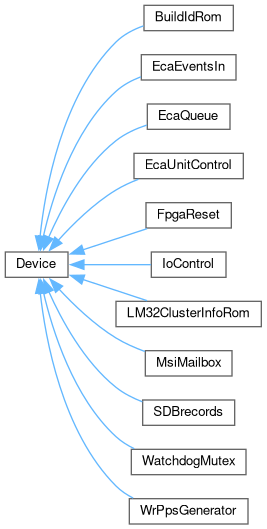 BuildIdRom
EcaEventsIn
EcaQueue
EcaUnitControl
FpgaReset
Device
IoControl
LM32ClusterInfoRom
MsiMailbox
SDBrecords
WatchdogMutex
WrPpsGenerator